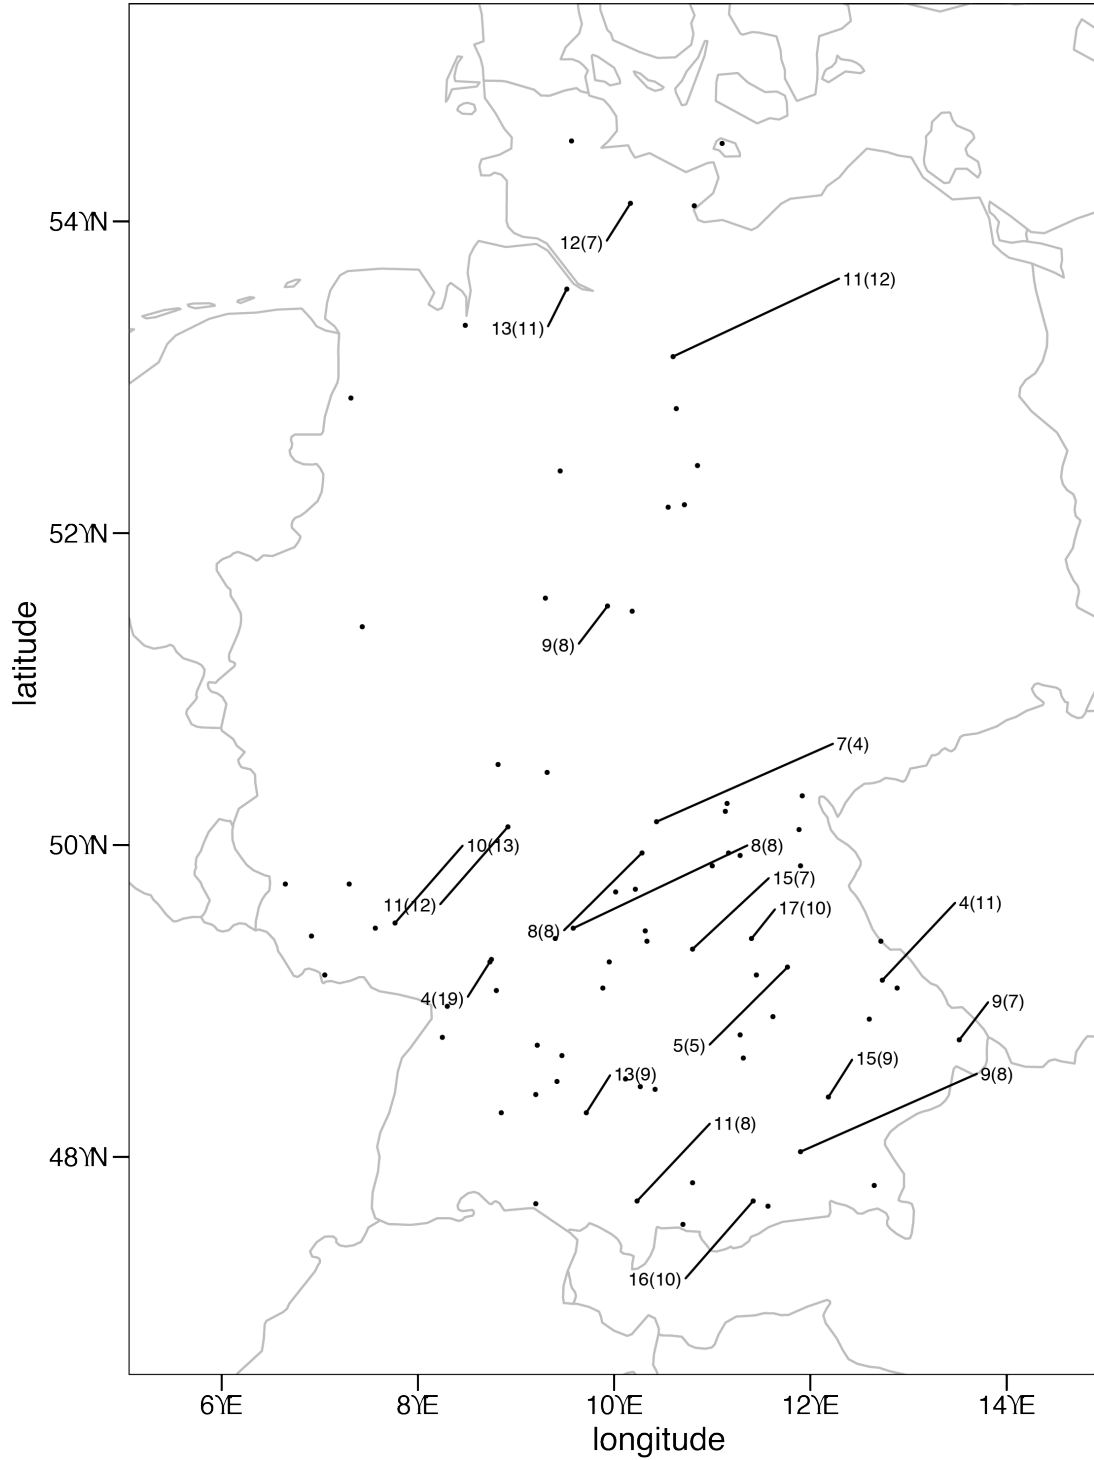 54°N
12(7)
11(12)
13(11)
52°N
9(8)
latitude
7(4)
50°N
10(13)
8(8)
15(7)
11(12)
17(10)
4(11)
8(8)
4(19)
9(7)
5(5)
15(9)
13(9)
9(8)
11(8)
48°N
16(10)
6°E
8°E
10°E
12°E
14°E
longitude